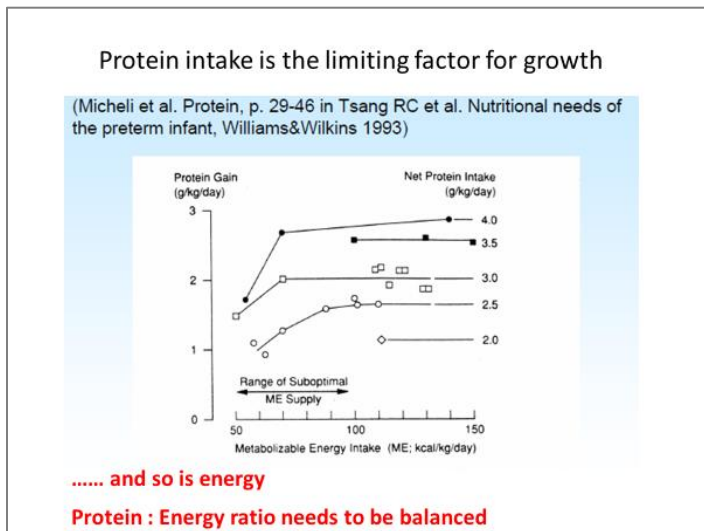 Protein intake is the limiting factor for growth
(Micheli et al. Protein, p. 29-46 in Tsang RC et al. Nutritional needs of
the preterm infant, Williams&Wilkins 1993)
Protein Gain
(g/kg/day)
Net Protein Intake
(g/kg/day)
3
4.0
3.5
2
3.0
2.5
1
2.0
Range of Suboptimal
ME Supply
0
50
100
150
Metabolizable Energy Intake (ME; kcal/kg/day)
...... and so is energy
Protein : Energy ratio needs to be balanced